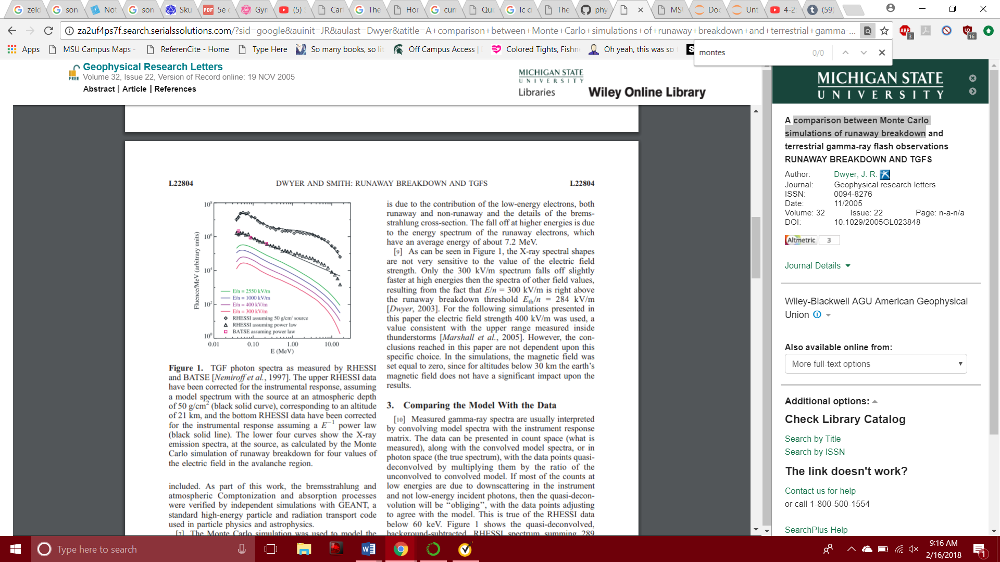 zeld
son
Not
son
Sku
5e c
Gyn
(5)
Car
The
Hor
curr
Qui
lc ci
The
phy
MS
Doc
Unt
4-2
(59)
za2uf4ps7f.search.serialssolutions.com/?sid=google&auinit=JR&aulast=Dwyer&atitle=A+comparison+between+Monte+Carlo+simulations+of+runaway+breakdown+and+terrestrial+gamma-...
ABP 3
16
Apps
MSU Campus Maps -
ReferenCite - Home
Type Here
So many books, so lit
Off Campus Access |
Colored Tights, Fishn
Oh yeah, this was so
S
montes 0/0
FREE
Geophysical Research Letters
Volume 32, Issue 22, Version of Record online: 19 NOV 2005
Abstract | Article | References
MICHIGAN STATE
UNIVERSITY
Libraries
Wiley Online Library
L22804 DWYER AND SMITH: RUNAWAY BREAKDOWN AND TGFS L22804
Fluence/MeV (arbitrary units)
10⁸
10⁶
10⁴
10²
10⁰
E/n = 2550 kV/m
E/n = 1000 kV/m
E/n = 400 kV/m
E/n = 300 kV/m
RHESSI assuming 50 g/cm² source
RHESSI assuming power law
BATSE assuming power law
0.01 0.10 1.00 10.00
E (MeV)
Figure 1. TGF photon spectra as measured by RHESSI
and BATSE [Nemiroff et al., 1997]. The upper RHESSI data
have been corrected for the instrumental response, assuming
a model spectrum with the source at an atmospheric depth
of 50 g/cm² (black solid curve), corresponding to an altitude
of 21 km, and the bottom RHESSI data have been corrected
for the instrumental response assuming a E⁻¹ power law
(black solid line). The lower four curves show the X-ray
emission spectra, at the source, as calculated by the Monte
Carlo simulation of runaway breakdown for four values of
the electric field in the avalanche region.
included. As part of this work, the bremsstrahlung and
atmospheric Comptonization and absorption processes
were verified by independent simulations with GEANT, a
standard high-energy particle and radiation transport code
used in particle physics and astrophysics.
[7] The Monte Carlo simulation was used to model the
is due to the contribution of the low-energy electrons, both
runaway and non-runaway and the details of the brems-
strahlung cross-section. The fall off at higher energies is due
to the energy spectrum of the runaway electrons, which
have an average energy of about 7.2 MeV.
[9] As can be seen in Figure 1, the X-ray spectral shapes
are not very sensitive to the value of the electric field
strength. Only the 300 kV/m spectrum falls off slightly
faster at high energies then the spectra of other field values,
resulting from the fact that E/n = 300 kV/m is right above
the runaway breakdown threshold Eth/n = 284 kV/m
[Dwyer, 2003]. For the following simulations presented in
this paper the electric field strength 400 kV/m was used, a
value consistent with the upper range measured inside
thunderstorms [Marshall et al., 2005]. However, the con-
clusions reached in this paper are not dependent upon this
specific choice. In the simulations, the magnetic field was
set equal to zero, since for altitudes below 30 km the earth's
magnetic field does not have a significant impact upon the
results.
3. Comparing the Model With the Data
[10] Measured gamma-ray spectra are usually interpreted
by convolving model spectra with the instrument response
matrix. The data can be presented in count space (what is
measured), along with the convolved model spectra, or in
photon space (the true spectrum), with the data points quasi-
deconvolved by multiplying them by the ratio of the
unconvolved to convolved model. If most of the counts at
low energies are due to downscattering in the instrument
and not low-energy incident photons, then the quasi-decon-
volution will be "obliging", with the data points adjusting
to agree with the model. This is true of the RHESSI data
below 60 keV. Figure 1 shows the quasi-deconvolved,
background-subtracted RHESSI spectrum summing 289
MICHIGAN STATE
UNIVERSITY
A comparison between Monte Carlo
simulations of runaway breakdown and
terrestrial gamma-ray flash observations
RUNAWAY BREAKDOWN AND TGFS
Author: Dwyer, J. R.
Journal: Geophysical research letters
ISSN: 0094-8276
Date: 11/2005
Volume: 32 Issue: 22 Page: n-a-n/a
DOI: 10.1029/2005GL023848
Altmetric 3
Journal Details
Wiley-Blackwell AGU American Geophysical
Union
Also available online from:
More full-text options
Additional options:
Check Library Catalog
Search by Title
Search by ISSN
The link doesn't work?
Contact us for help
or call 1-800-500-1554
SearchPlus Help
Type here to search
9:16 AM
2/16/2018
1